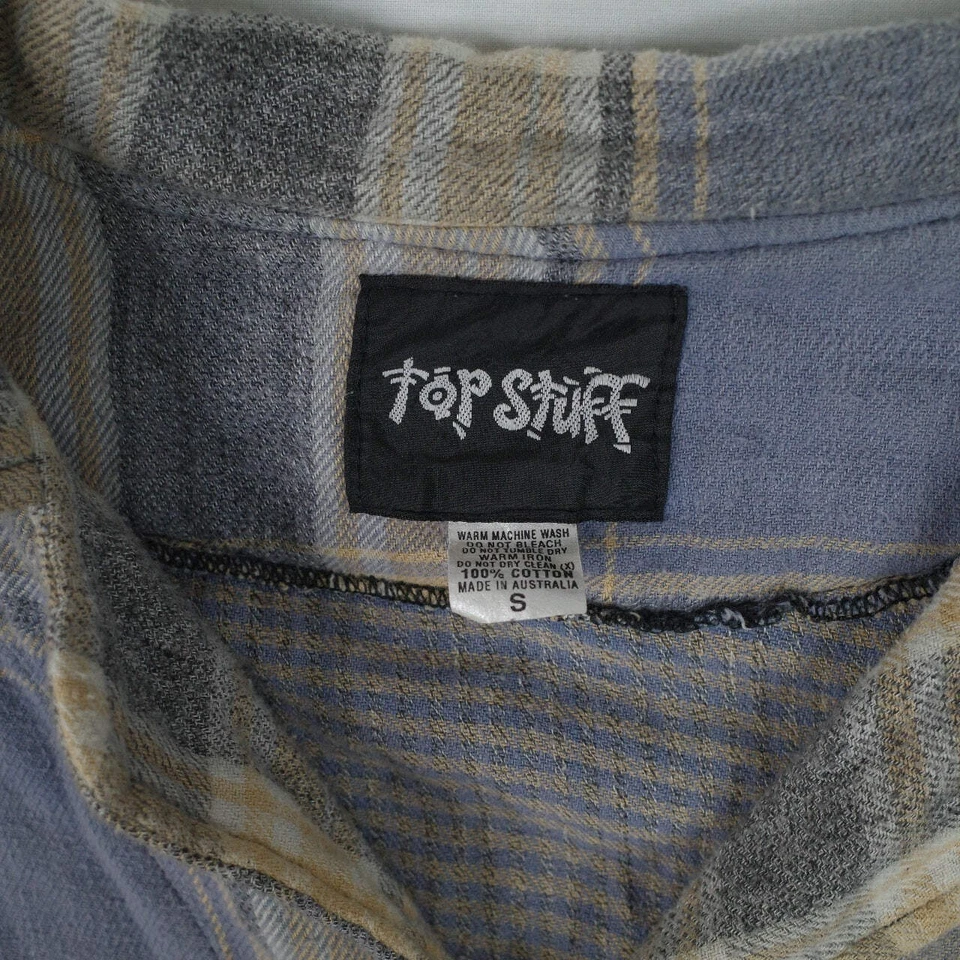 TOP STUFF
WARM MACHINE WASH
DO NOT BLEACH
DO NOT TUMBLE DRY
WARM IRON
DO NOT DRY CLEAN (X)
100% COTTON
MADE IN AUSTRALIA
S